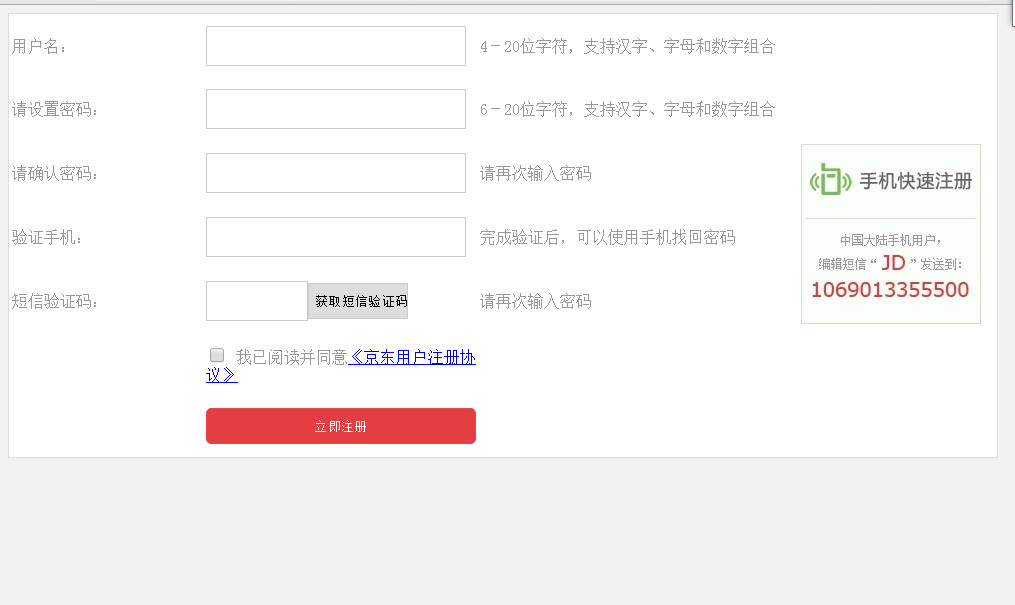 用户名：
4－20位字符，支持汉字、字母和数字组合
请设置密码：
6－20位字符，支持汉字、字母和数字组合
请确认密码：
请再次输入密码
验证手机：
完成验证后，可以使用手机找回密码
短信验证码：
获取短信验证码
请再次输入密码
我已阅读并同意《京东用户注册协
议》
立即注册
手机快速注册
中国大陆手机用户，
编辑短信“ JD ”发送到：
1069013355500